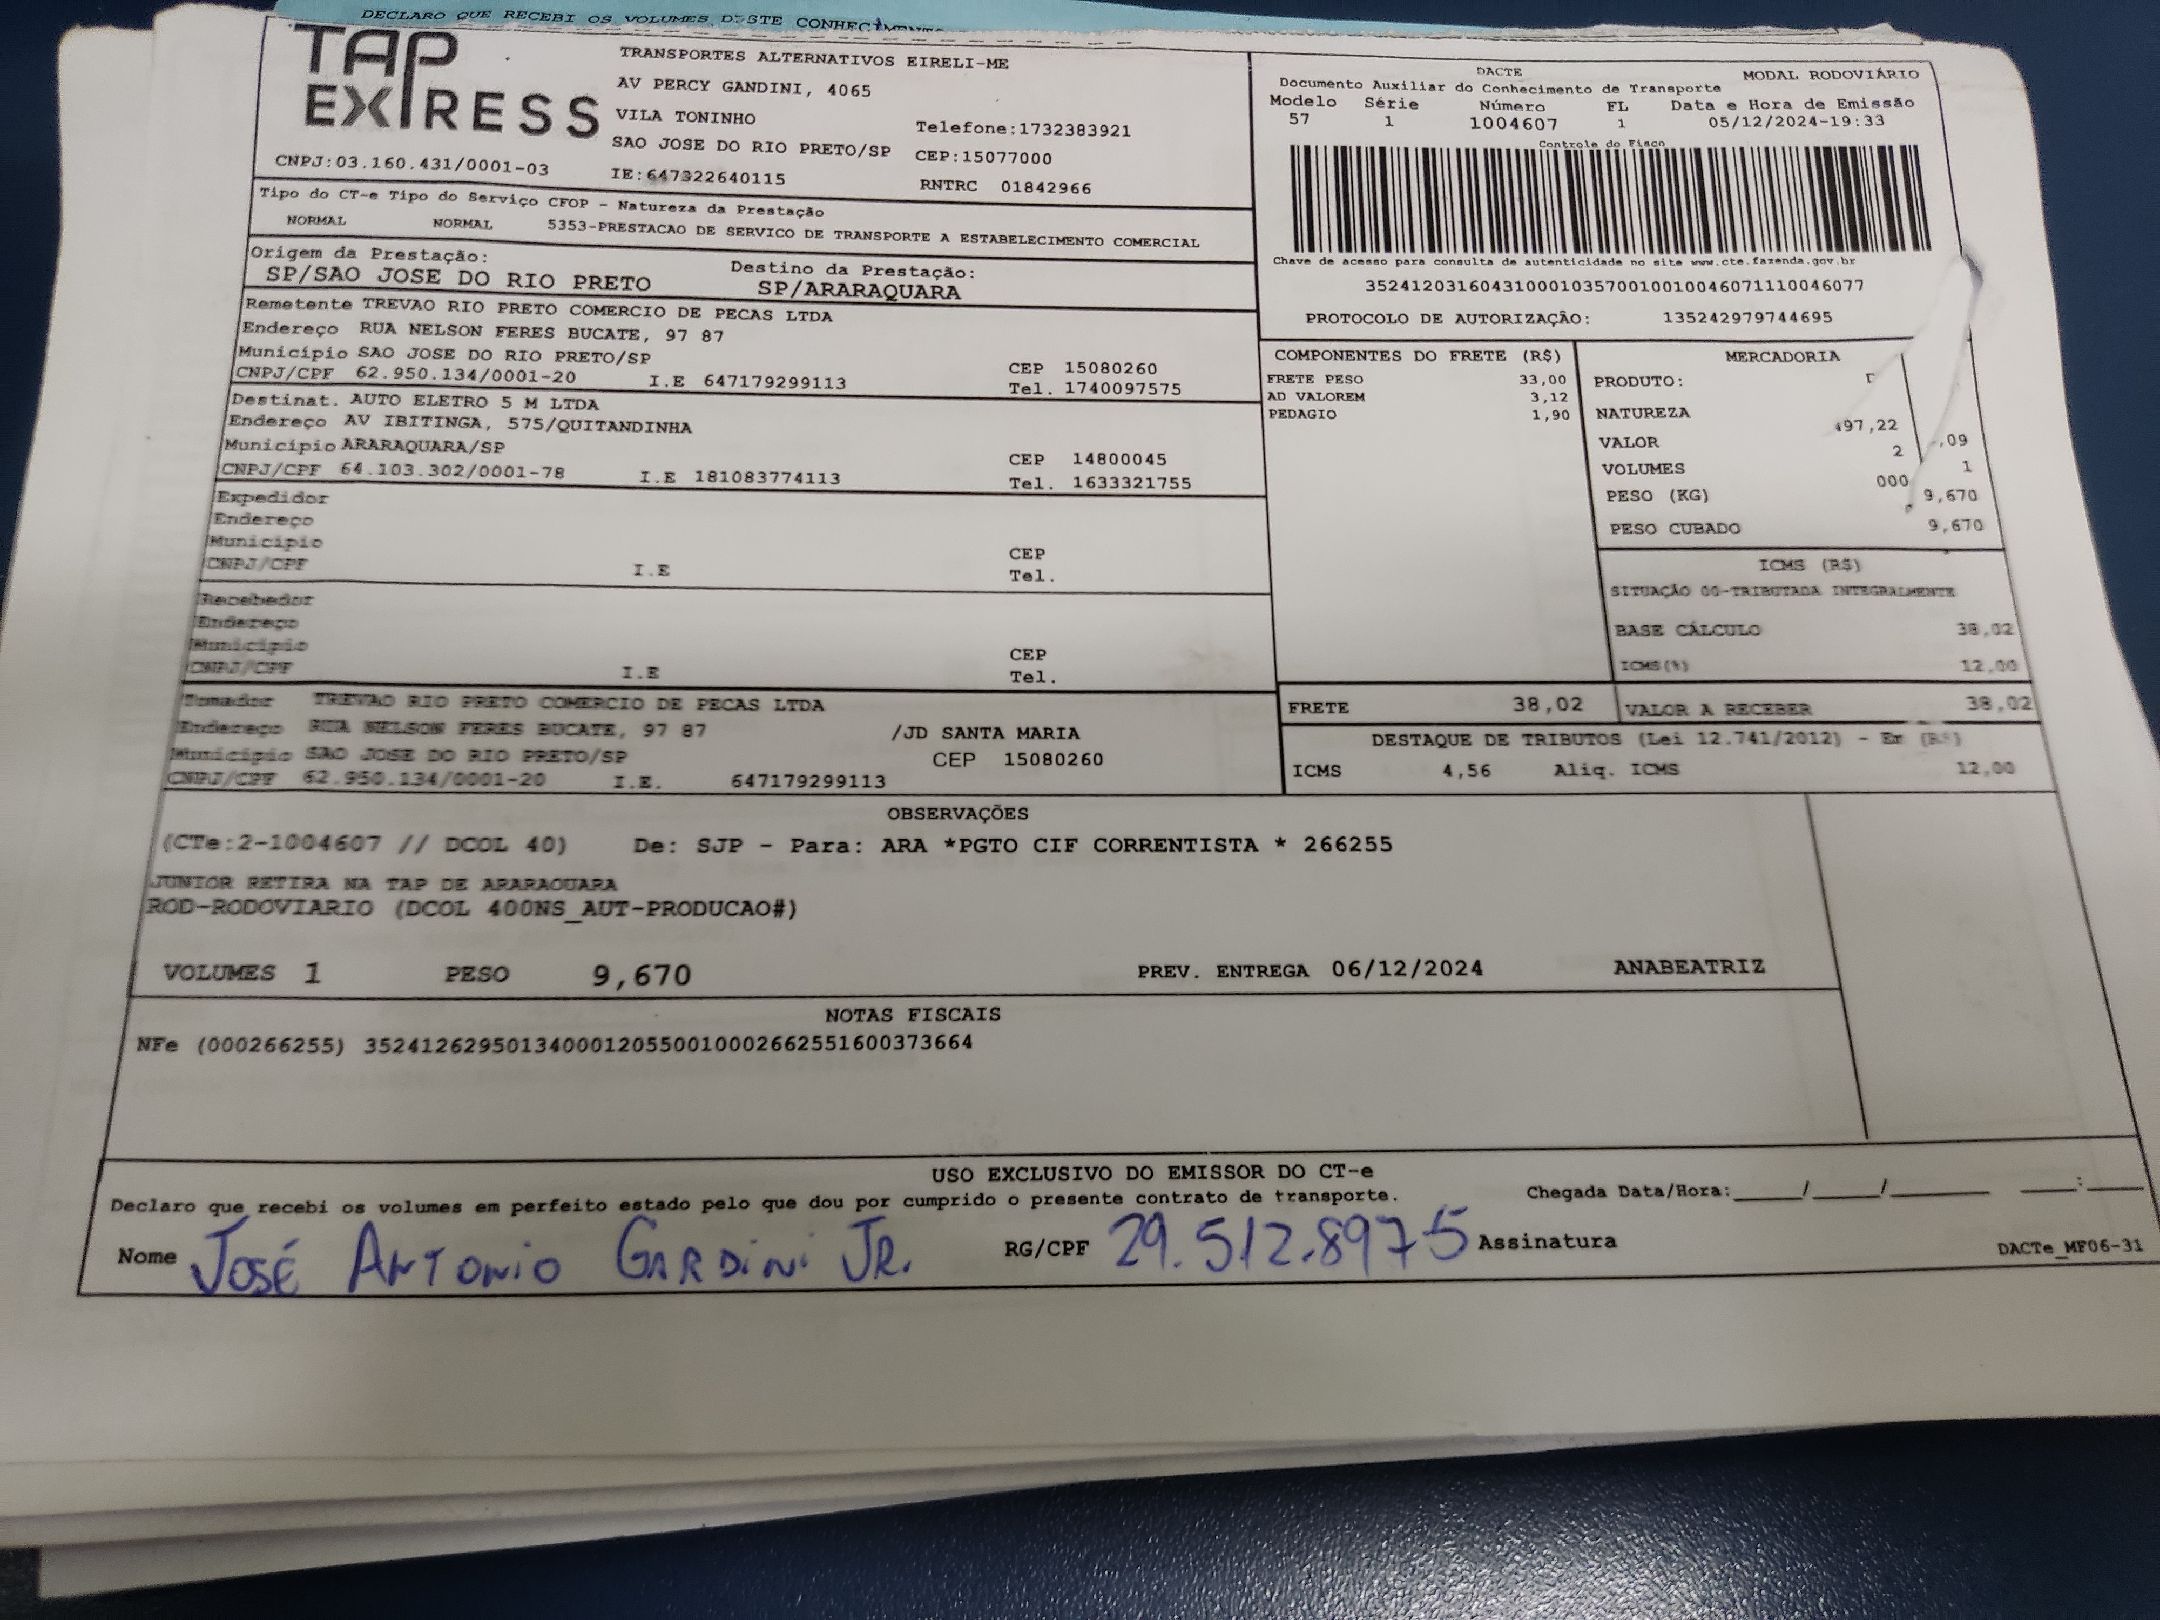 DECLARO QUE RECEBI OS VOLUMES DESTE CONHECIMENTO
TAP EXPRESS
TRANSPORTES ALTERNATIVOS EIRELI-ME
AV PERCY GANDINI, 4065
VILA TONINHO
Telefone:1732383921
SAO JOSE DO RIO PRETO/SP CEP:15077000
CNPJ:03.160.431/0001-03 IE:647322640115 RNTRC 01842966
DACTE MODAL RODOVIÁRIO
Documento Auxiliar do Conhecimento de Transporte
Modelo Série Número FL Data e Hora de Emissão
57 1 1004607 1 05/12/2024-19:33
Controle do Fisco
Chave de acesso para consulta de autenticidade no site www.cte.fazenda.gov.br
35241203160431000103570010010046071110046077
PROTOCOLO DE AUTORIZAÇÃO: 135242979744695
Tipo do CT-e Tipo do Serviço CFOP - Natureza da Prestação
NORMAL NORMAL 5353-PRESTACAO DE SERVICO DE TRANSPORTE A ESTABELECIMENTO COMERCIAL
Origem da Prestação: Destino da Prestação:
SP/SAO JOSE DO RIO PRETO SP/ARARAQUARA
Remetente TREVAO RIO PRETO COMERCIO DE PECAS LTDA
Endereço RUA NELSON FERES BUCATE, 97 87
Município SAO JOSE DO RIO PRETO/SP CEP 15080260
CNPJ/CPF 62.950.134/0001-20 I.E 647179299113 Tel. 1740097575
Destinat. AUTO ELETRO 5 M LTDA
Endereço AV IBITINGA, 575/QUITANDINHA
Município ARARAQUARA/SP CEP 14800045
CNPJ/CPF 64.103.302/0001-78 I.E 181083774113 Tel. 1633321755
Expedidor
Endereço
Município CEP
CNPJ/CPF I.E Tel.
Recebedor
Endereço
Município CEP
CNPJ/CPF I.E Tel.
Tomador TREVAO RIO PRETO COMERCIO DE PECAS LTDA
Endereço RUA NELSON FERES BUCATE, 97 87 /JD SANTA MARIA
Município SAO JOSE DO RIO PRETO/SP CEP 15080260
CNPJ/CPF 62.950.134/0001-20 I.E. 647179299113
COMPONENTES DO FRETE (R$)
FRETE PESO 33,00
AD VALOREM 3,12
PEDAGIO 1,90
MERCADORIA
PRODUTO:
NATUREZA
497,22
VALOR ,09
2
VOLUMES 1
000
PESO (KG) 9,670
PESO CUBADO 9,670
ICMS (R$)
SITUAÇÃO 00-TRIBUTADA INTEGRALMENTE
BASE CÁLCULO 38,02
ICMS(%) 12,00
FRETE 38,02 VALOR A RECEBER 38,02
DESTAQUE DE TRIBUTOS (Lei 12.741/2012) - Em (R$)
ICMS 4,56 Aliq. ICMS 12,00
OBSERVAÇÕES
(CTe:2-1004607 // DCOL 40) De: SJP - Para: ARA *PGTO CIF CORRENTISTA * 266255
JUNIOR RETIRA NA TAP DE ARARAQUARA
ROD-RODOVIARIO (DCOL 400NS_AUT-PRODUCAO#)
VOLUMES 1 PESO 9,670 PREV. ENTREGA 06/12/2024 ANABEATRIZ
NOTAS FISCAIS
NFe (000266255) 35241262950134000120550010002662551600373664
USO EXCLUSIVO DO EMISSOR DO CT-e
Declaro que recebi os volumes em perfeito estado pelo que dou por cumprido o presente contrato de transporte. Chegada Data/Hora:____/____/______ ___:___
Nome José Antonio Gardini Jr. RG/CPF 29.512.897-5 Assinatura DACTe_MF06-31